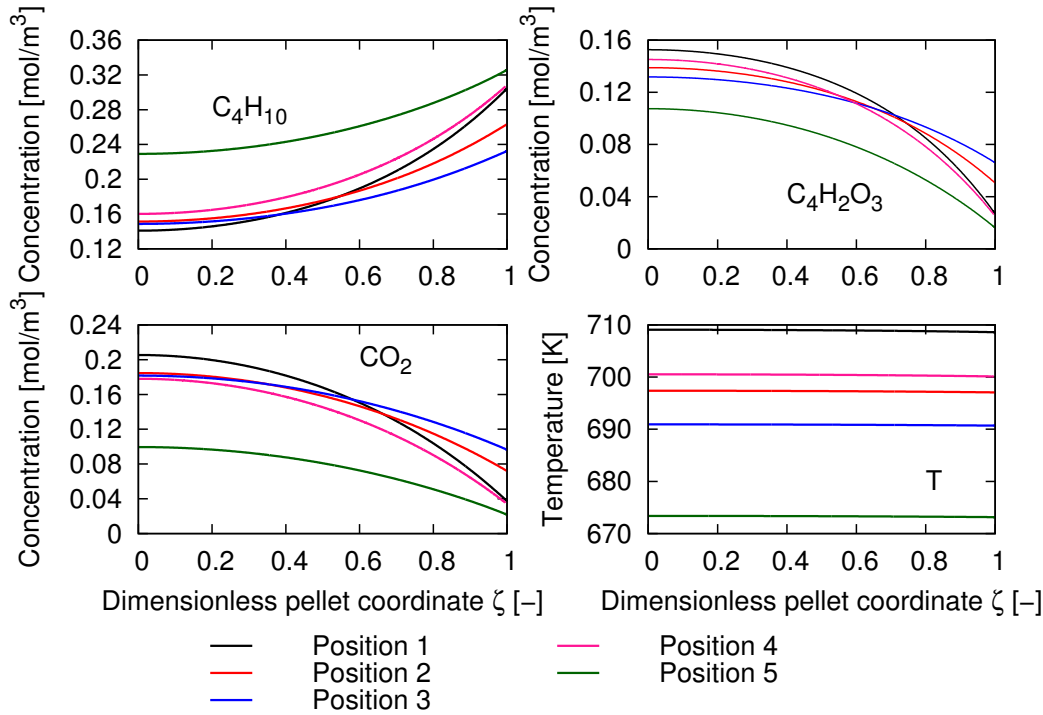 Concentration [mol/m³]
0.36
0.32
0.28
0.24
0.2
0.16
0.12
C₄H₁₀
0 0.2 0.4 0.6 0.8 1
Concentration [mol/m³]
0.16
0.12
0.08
0.04
0
C₄H₂O₃
0 0.2 0.4 0.6 0.8 1
Concentration [mol/m³]
0.24
0.2
0.16
0.12
0.08
0.04
0
CO₂
0 0.2 0.4 0.6 0.8 1
Dimensionless pellet coordinate ζ [−]
Temperature [K]
710
700
690
680
670
T
0 0.2 0.4 0.6 0.8 1
Dimensionless pellet coordinate ζ [−]
Position 1
Position 2
Position 3
Position 4
Position 5